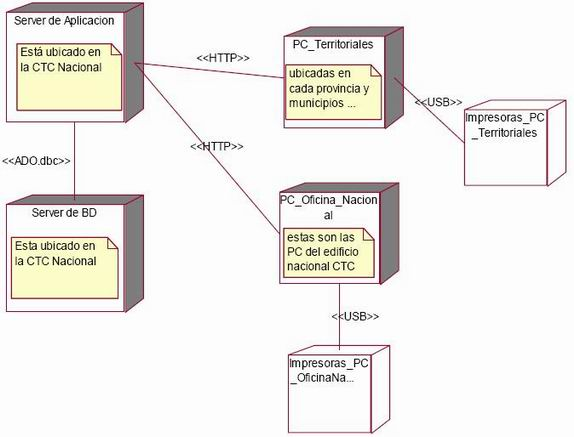 Server de Aplicacion
Está ubicado en
la CTC Nacional
<<HTTP>>
PC_Territoriales
ubicadas en
cada provincia y
municipios ...
<<USB>>
Impresoras_PC
_Territoriales
<<HTTP>>
<<ADO.dbc>>
Server de BD
Esta ubicado en
la CTC Nacional
PC_Oficina_Nacion
al
estas son las
PC del edificio
nacional CTC
<<USB>>
Impresoras_PC
_OficinaNa...